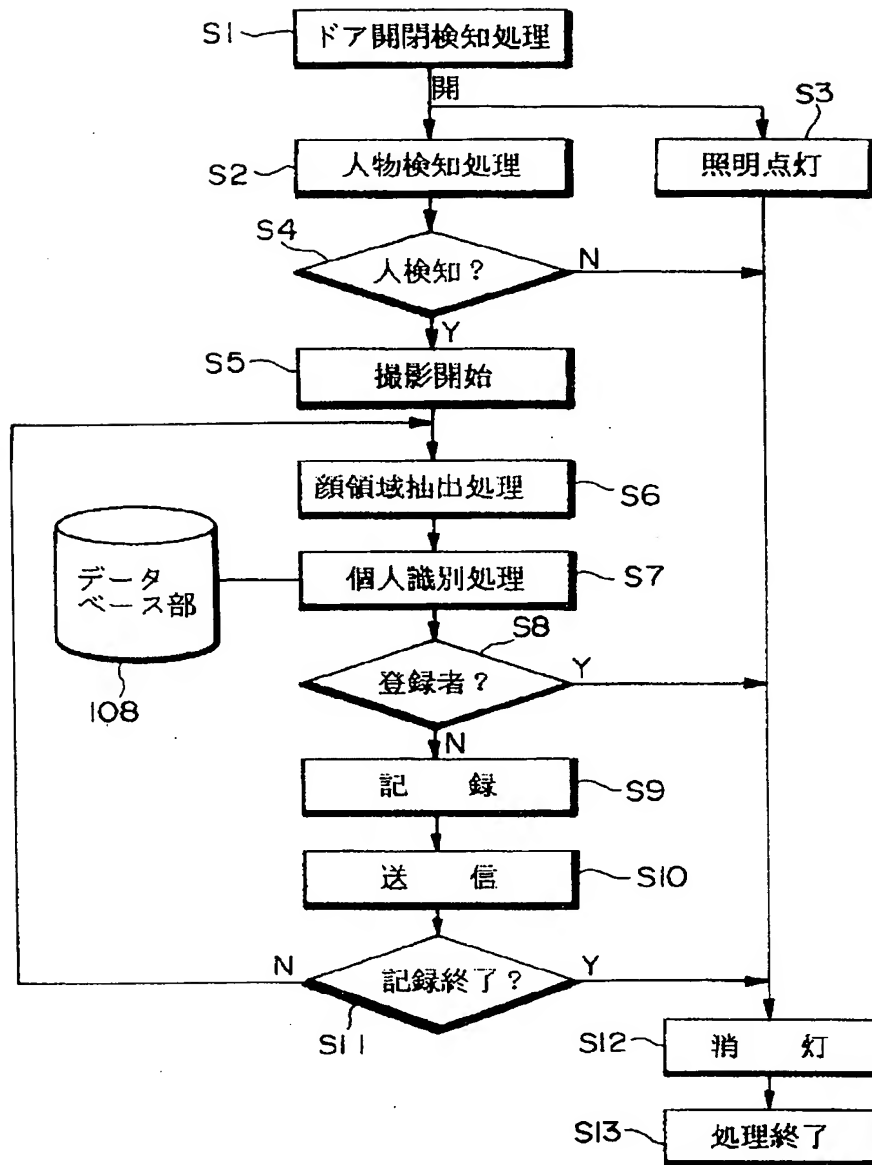 S1
ドア開閉検知処理
開
S3
S2
人物検知処理
照明点灯
S4
人検知?
N
Y
S5
撮影開始
顔領域抽出処理
S6
データ
ベース部
個人識別処理
S7
108
S8
登録者?
Y
N
記 録
S9
送 信
S10
N
記録終了?
Y
S11
S12
消 灯
S13
処理終了